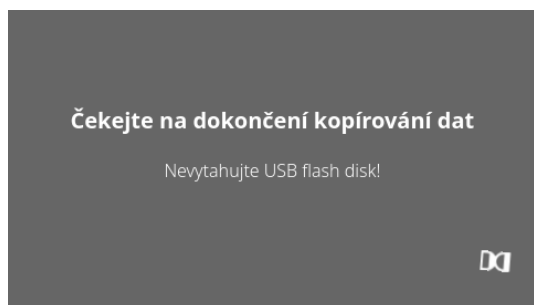 Čekejte na dokončení kopírování dat
Nevytahujte USB flash disk!